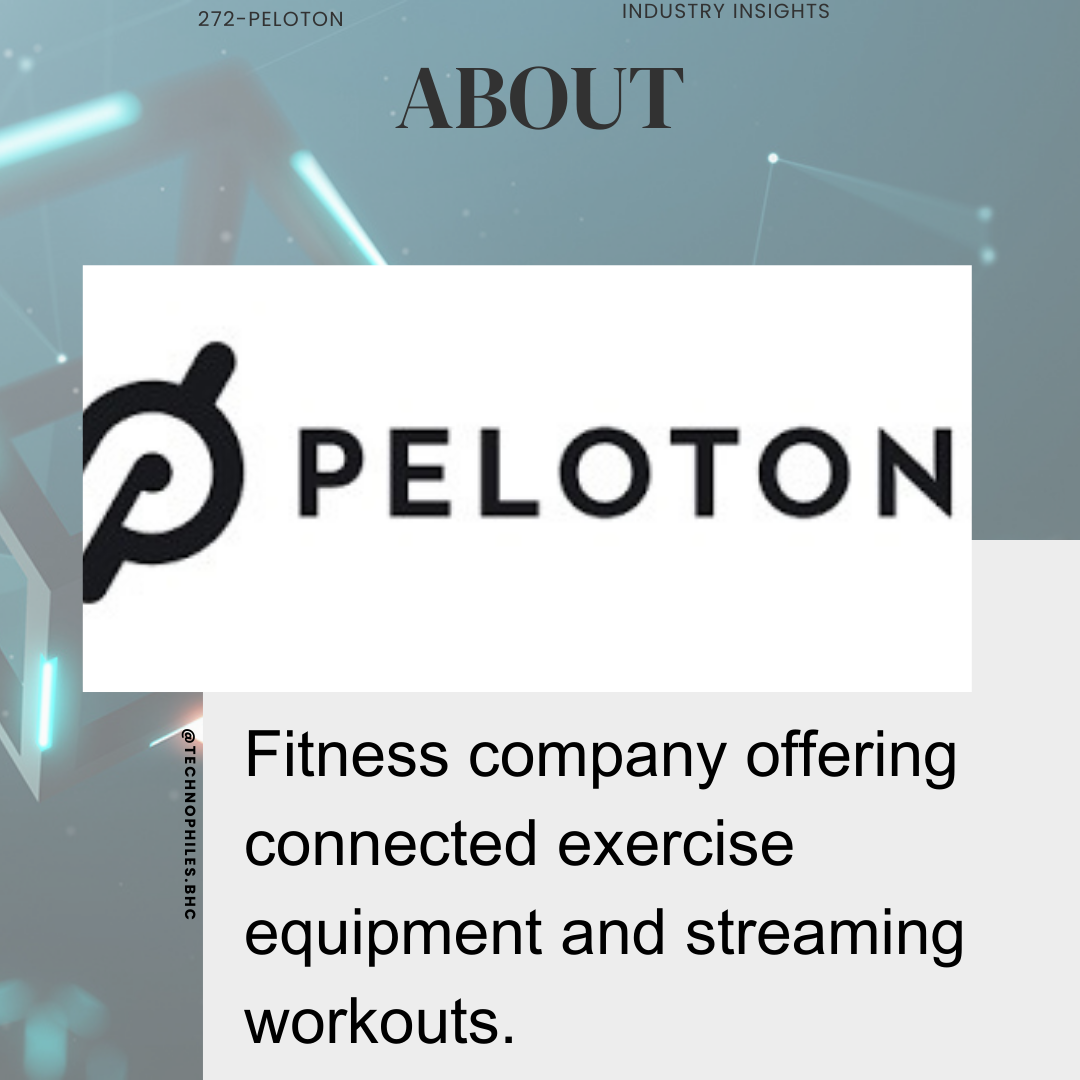 272-PELOTON
INDUSTRY INSIGHTS
ABOUT
PELOTON
@TECHNOPHILES.BHC
Fitness company offering
connected exercise
equipment and streaming
workouts.